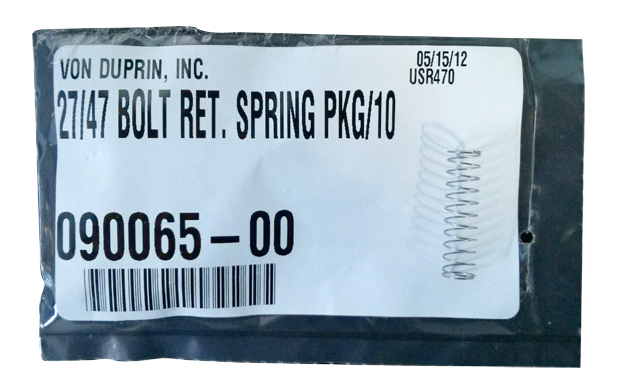 VON DUPRIN, INC.
05/15/12
USR470
27/47 BOLT RET. SPRING PKG/10
090065-00